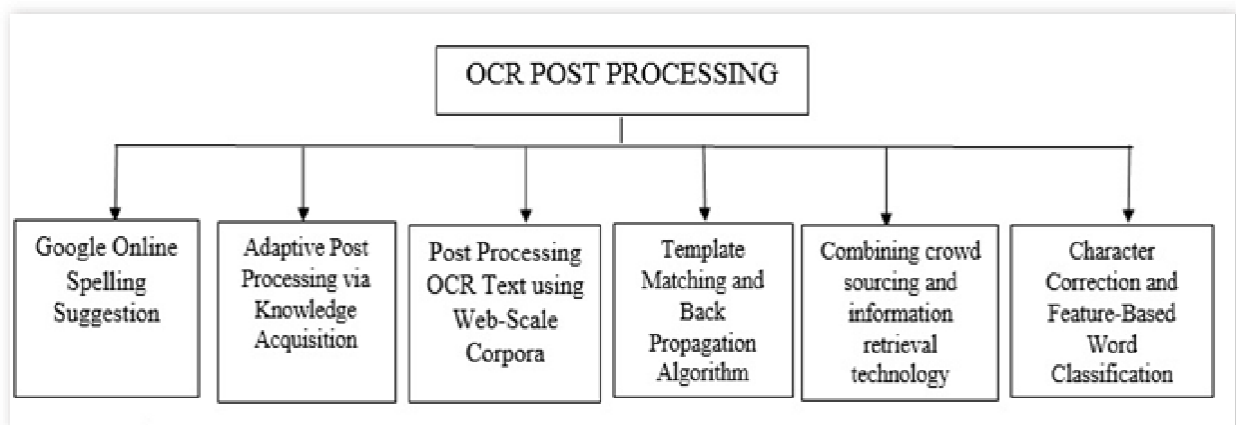 OCR POST PROCESSING
Google Online
Spelling
Suggestion
Adaptive Post
Processing via
Knowledge
Acquisition
Post Processing
OCR Text using
Web-Scale
Corpora
Template
Matching and
Back
Propagation
Algorithm
Combining crowd
sourcing and
information
retrieval
technology
Character
Correction and
Feature-Based
Word
Classification